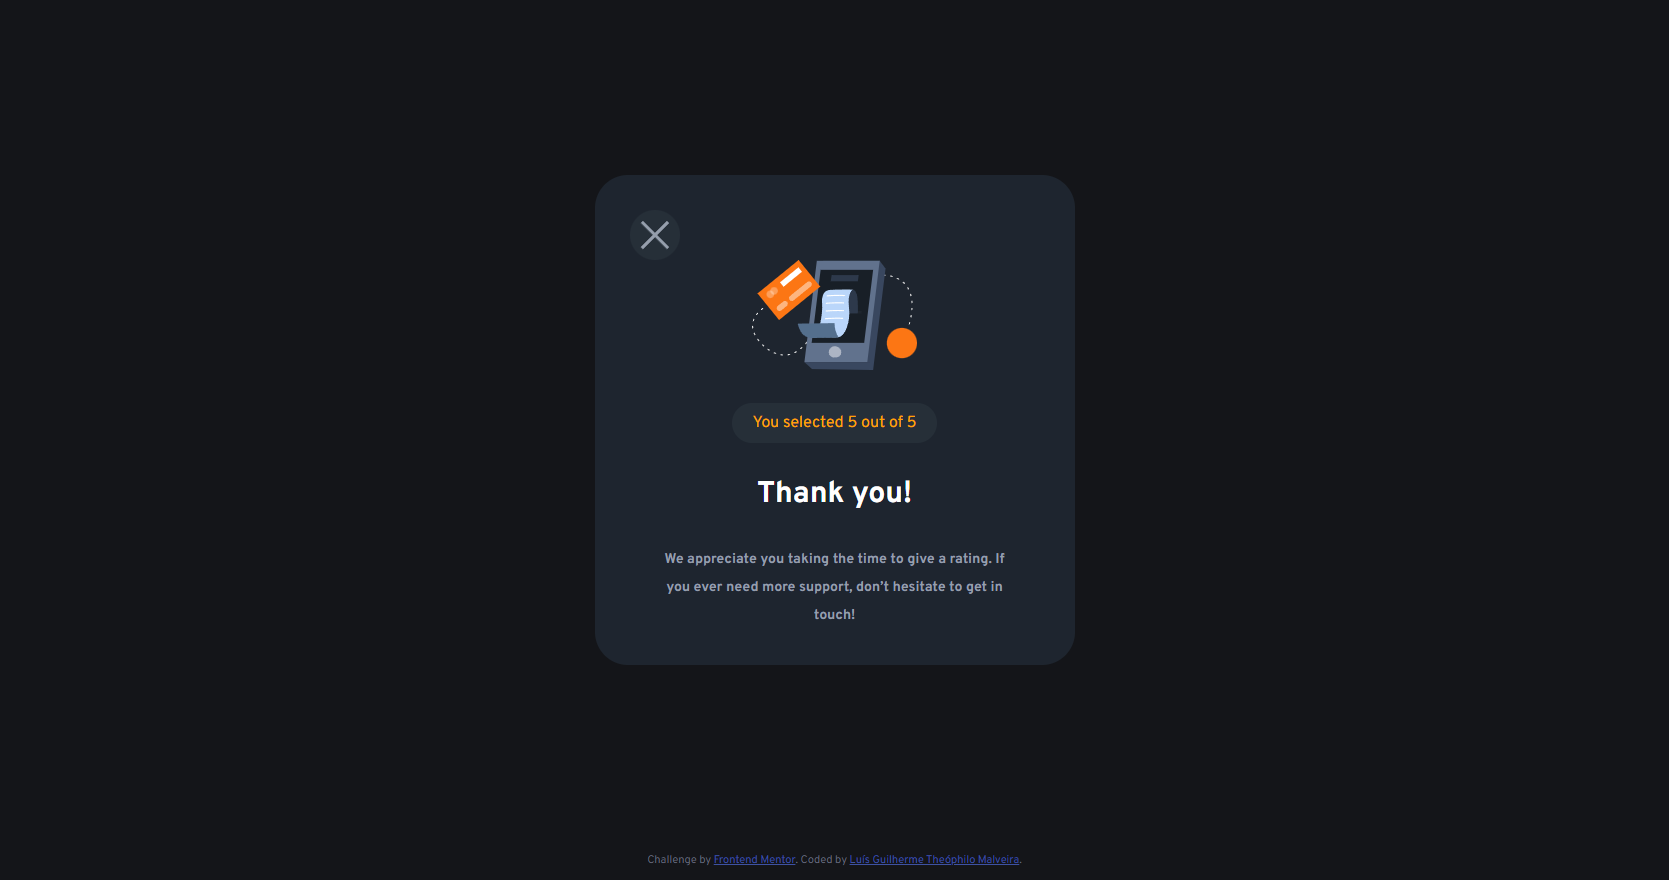 You selected 5 out of 5
Thank you!
We appreciate you taking the time to give a rating. If
you ever need more support, don’t hesitate to get in
touch!
Challenge by Frontend Mentor. Coded by Luís Guilherme Theóphilo Malveira.